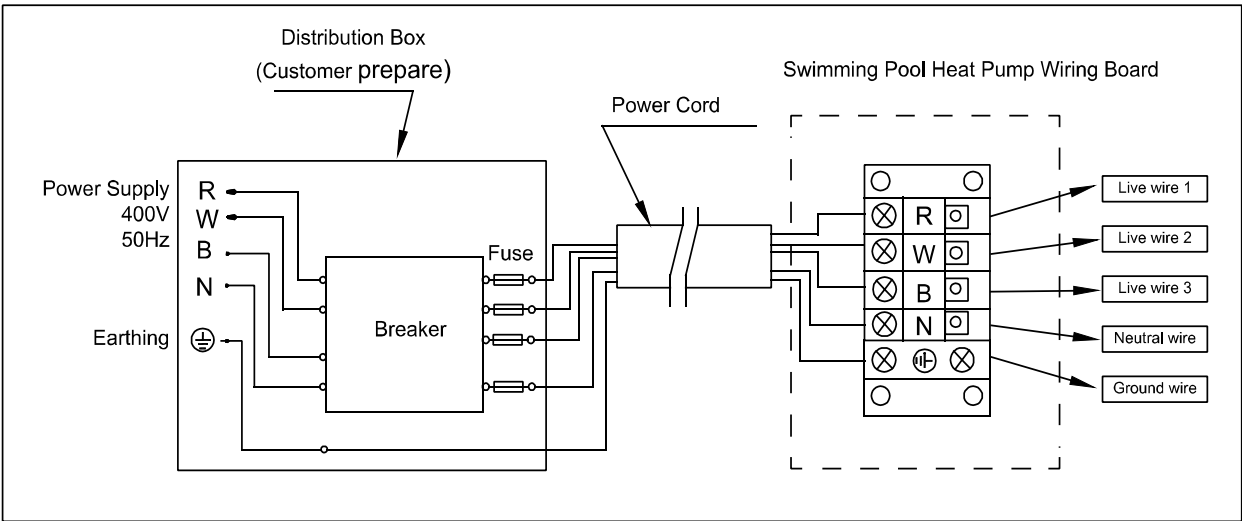 Distribution Box
(Customer prepare)
Swimming Pool Heat Pump Wiring Board
Power Cord
Power Supply
400V
50Hz
R
W
B
N
Earthing
Fuse
Breaker
R
W
B
N
Live wire 1
Live wire 2
Live wire 3
Neutral wire
Ground wire